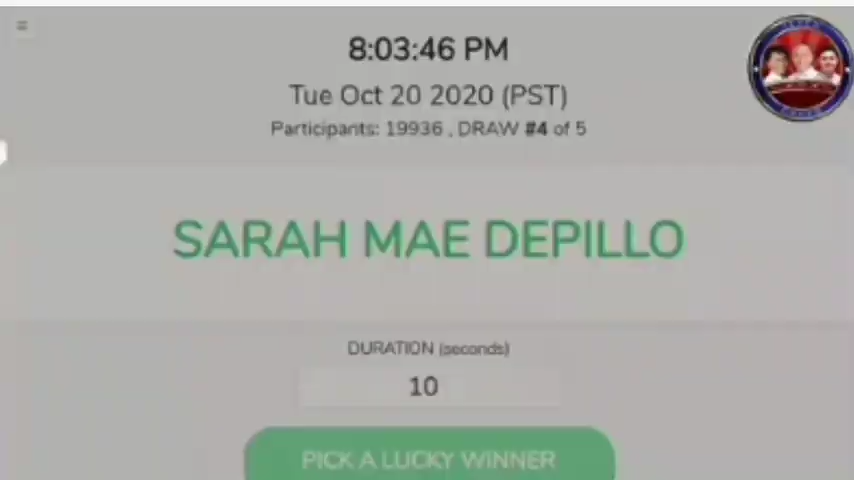 8:03:46 PM
Tue Oct 20 2020 (PST)
Participants: 19936 , DRAW #4 of 5
SARAH MAE DEPILLO
DURATION (seconds)
10
PICK A LUCKY WINNER